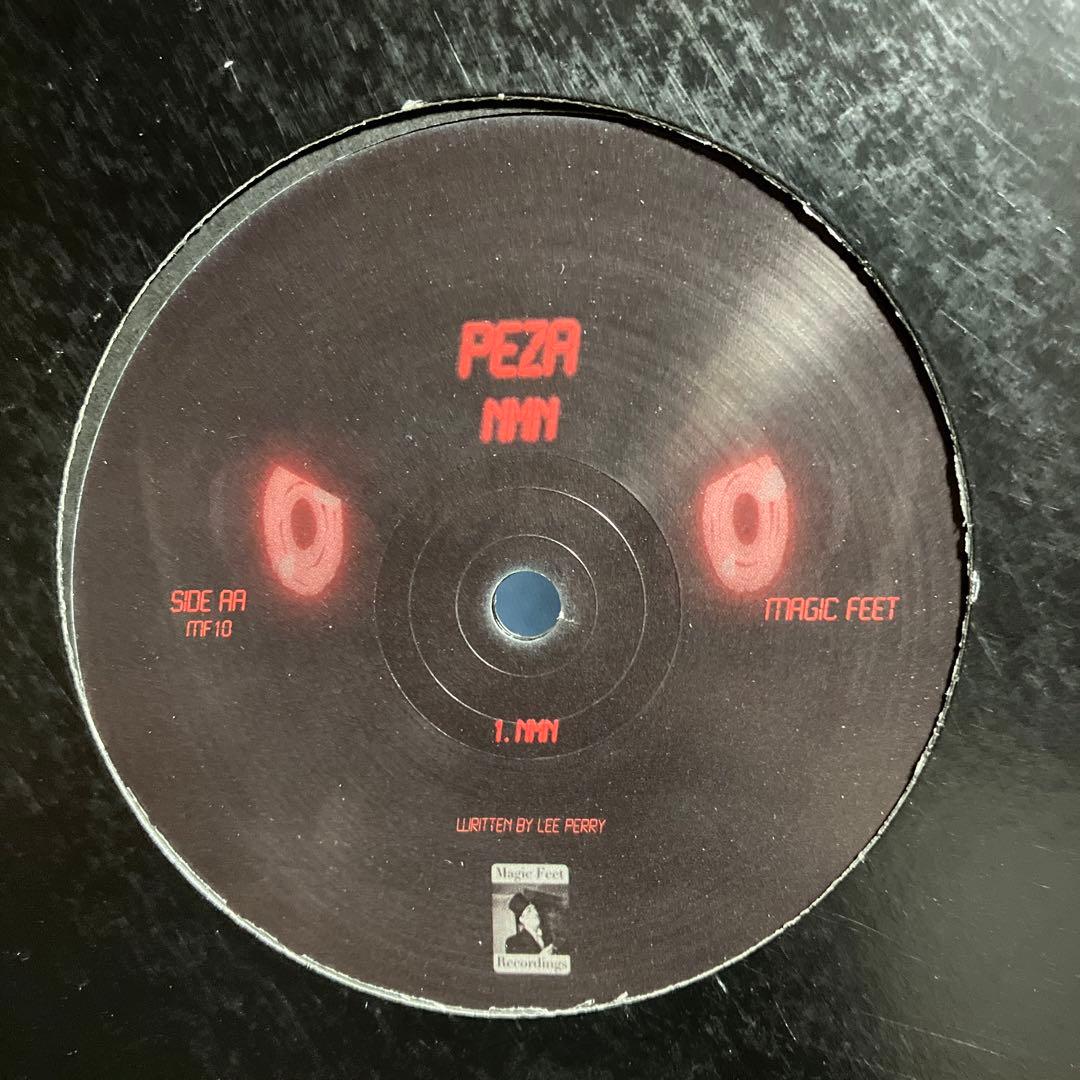 PEZA
NMN
SIDE AA
MF10
MAGIC FEET
1. NMN
WRITTEN BY LEE PERRY
Magic Feet
Recordings